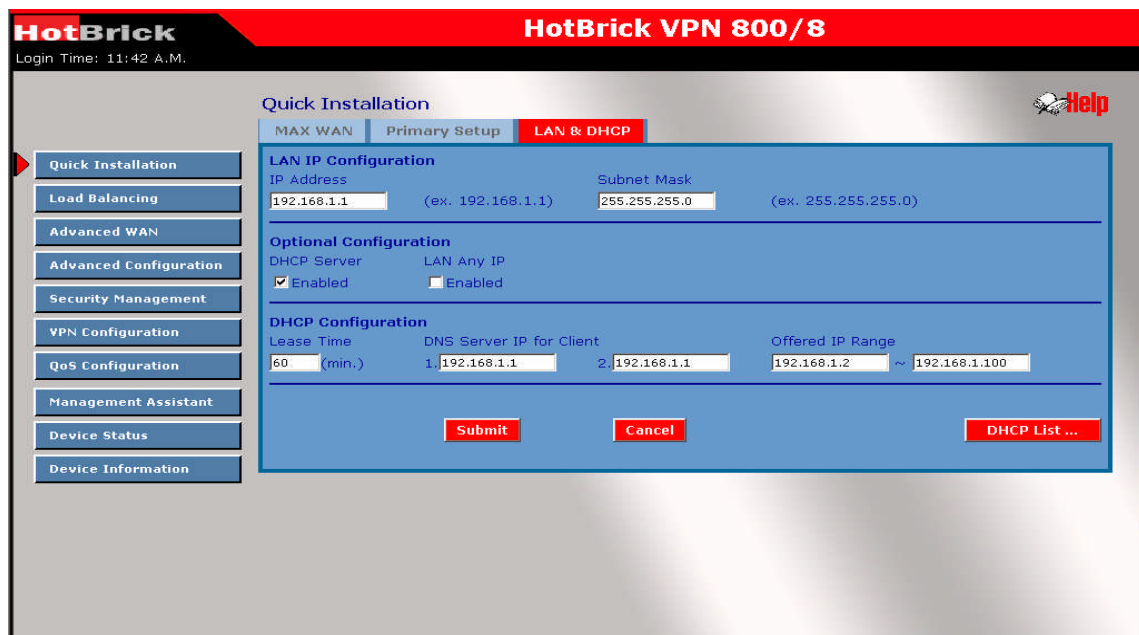 HotBrick
HotBrick VPN 800/8
Login Time: 11:42 A.M.
Quick Installation
Help
MAX WAN Primary Setup LAN & DHCP
Quick Installation
Load Balancing
Advanced WAN
Advanced Configuration
Security Management
VPN Configuration
QoS Configuration
Management Assistant
Device Status
Device Information
LAN IP Configuration
IP Address Subnet Mask
192.168.1.1 (ex. 192.168.1.1) 255.255.255.0 (ex. 255.255.255.0)
Optional Configuration
DHCP Server LAN Any IP
Enabled Enabled
DHCP Configuration
Lease Time DNS Server IP for Client Offered IP Range
60 (min.) 1. 192.168.1.1 2. 192.168.1.1 192.168.1.2 ~ 192.168.1.100
Submit Cancel DHCP List ...